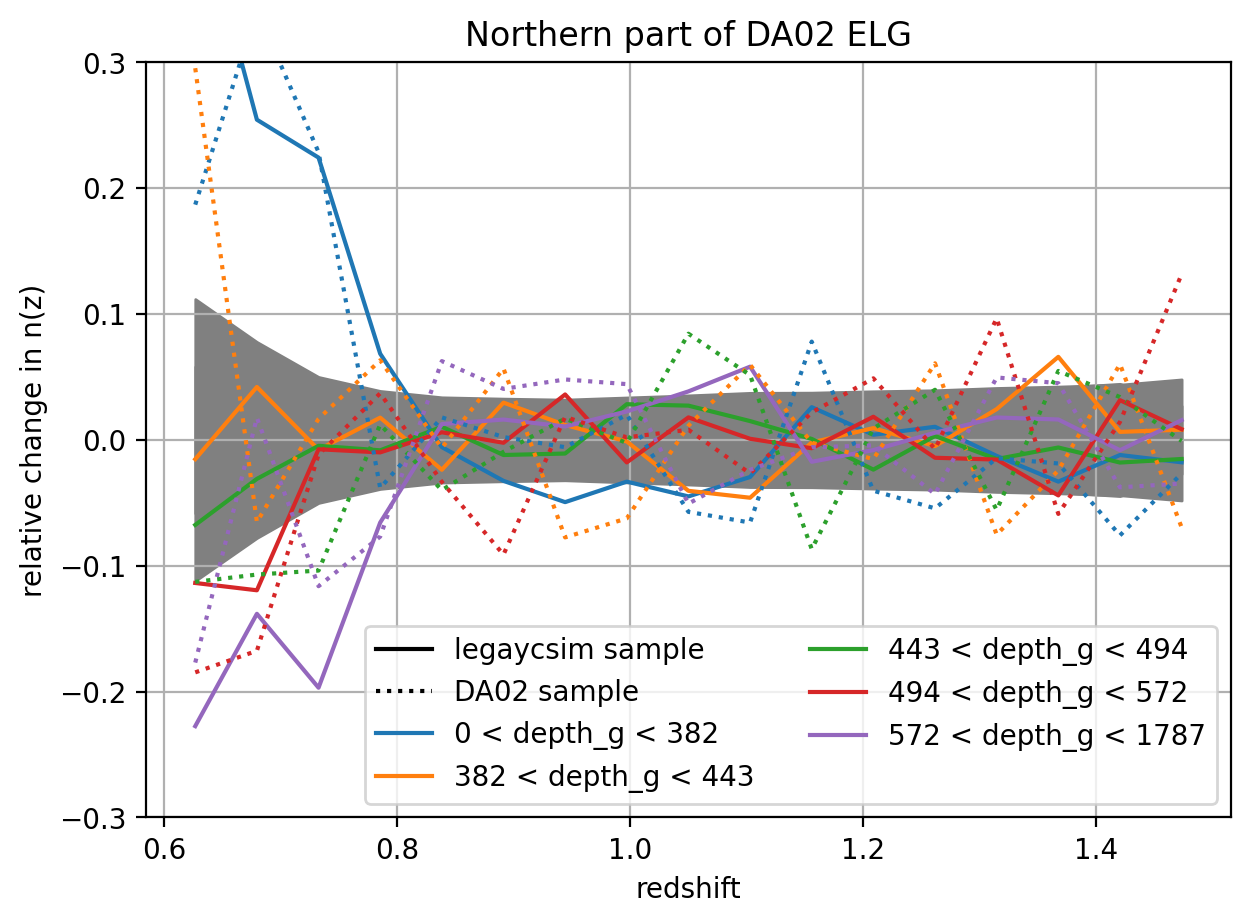 Northern part of DA02 ELG
relative change in n(z)
0.3
0.2
0.1
0.0
−0.1
−0.2
−0.3
legaycsim sample
DA02 sample
0 < depth_g < 382
382 < depth_g < 443
443 < depth_g < 494
494 < depth_g < 572
572 < depth_g < 1787
0.6 0.8 1.0 1.2 1.4
redshift